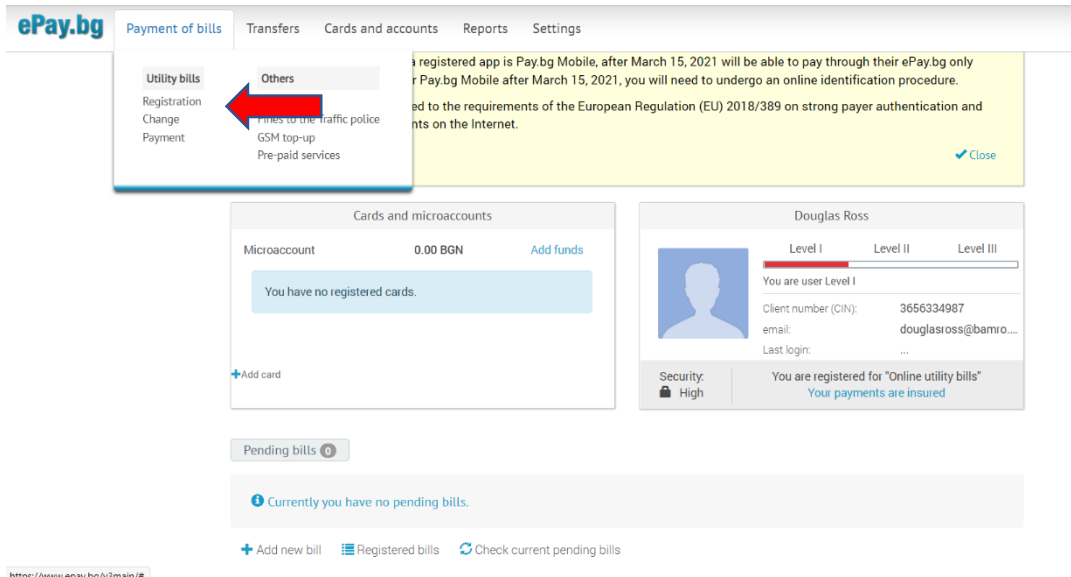 ePay.bg Payment of bills Transfers Cards and accounts Reports Settings
a registered app is Pay.bg Mobile, after March 15, 2021 will be able to pay through their ePay.bg only
r Pay.bg Mobile after March 15, 2021, you will need to undergo an online identification procedure.
ed to the requirements of the European Regulation (EU) 2018/389 on strong payer authentication and
nts on the Internet.
Close
Utility bills
Registration
Change
Payment
Others
Fines to the Traffic police
GSM top-up
Pre-paid services
Cards and microaccounts
Microaccount 0.00 BGN Add funds
You have no registered cards.
Add card
Douglas Ross
Level I Level II Level III
You are user Level I
Client number (CIN): 3656334987
email: douglasross@bamro....
Last login: ...
Security:
High
You are registered for "Online utility bills"
Your payments are insured
Pending bills 0
Currently you have no pending bills.
Add new bill Registered bills Check current pending bills
https://www.epay.bg/v3main/#